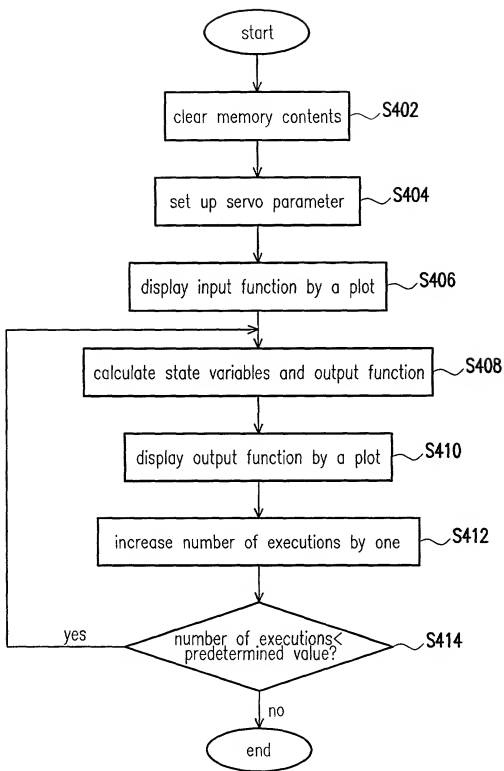 start
clear memory contents
S402
set up servo parameter
S404
display input function by a plot
S406
calculate state variables and output function
S408
display output function by a plot
S410
increase number of executions by one
S412
number of executions<
predetermined value?
S414
yes
no
end